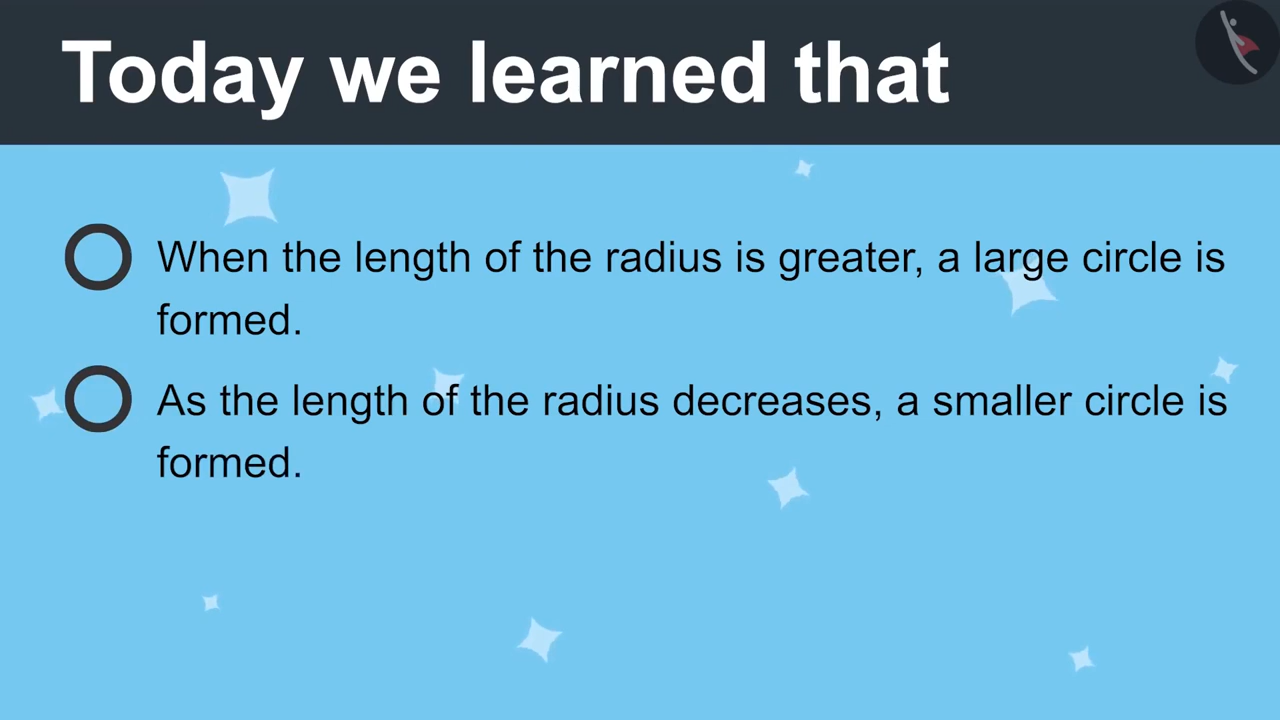 Today we learned that
When the length of the radius is greater, a large circle is
formed.
As the length of the radius decreases, a smaller circle is
formed.